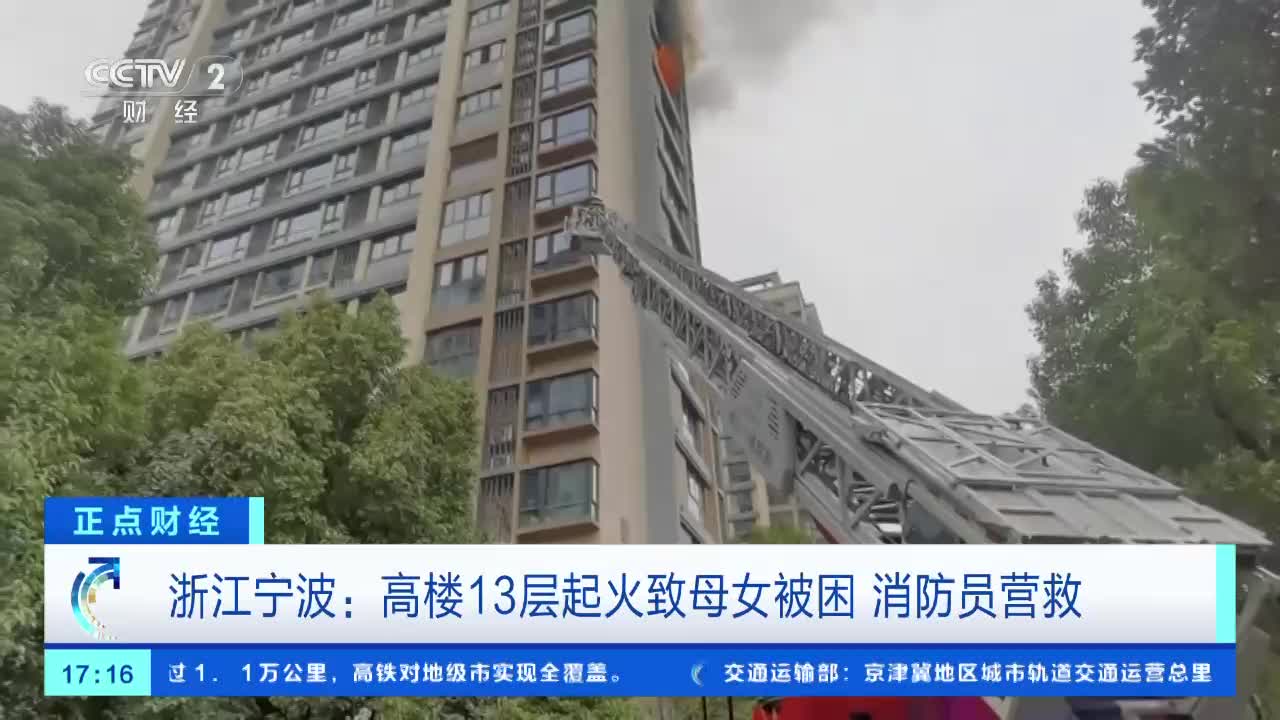 CCTV 2
财 经
正点财经
浙江宁波：高楼13层起火致母女被困 消防员营救
17:16
过1．1万公里，高铁对地级市实现全覆盖。 交通运输部：京津冀地区城市轨道交通运营总里